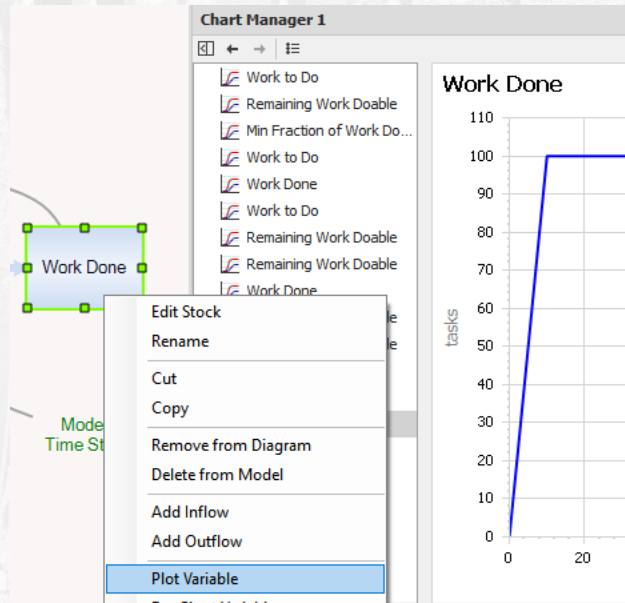 Chart Manager 1
Work to Do
Remaining Work Doable
Min Fraction of Work Do...
Work to Do
Work Done
Work to Do
Remaining Work Doable
Remaining Work Doable
Work Done
Work Done
Edit Stock
Rename
Cut
Copy
Remove from Diagram
Delete from Model
Add Inflow
Add Outflow
Plot Variable
Mode
Time St
Work Done
tasks
110
100
90
80
70
60
50
40
30
20
10
0
0
20